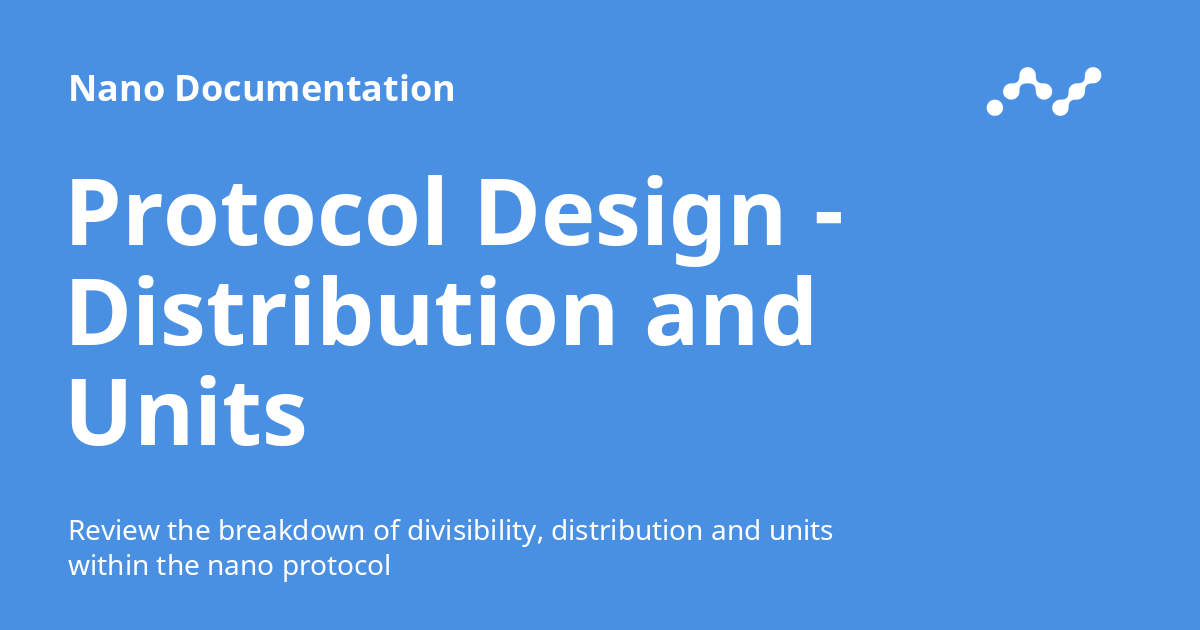 Nano Documentation
Protocol Design -
Distribution and
Units
Review the breakdown of divisibility, distribution and units
within the nano protocol